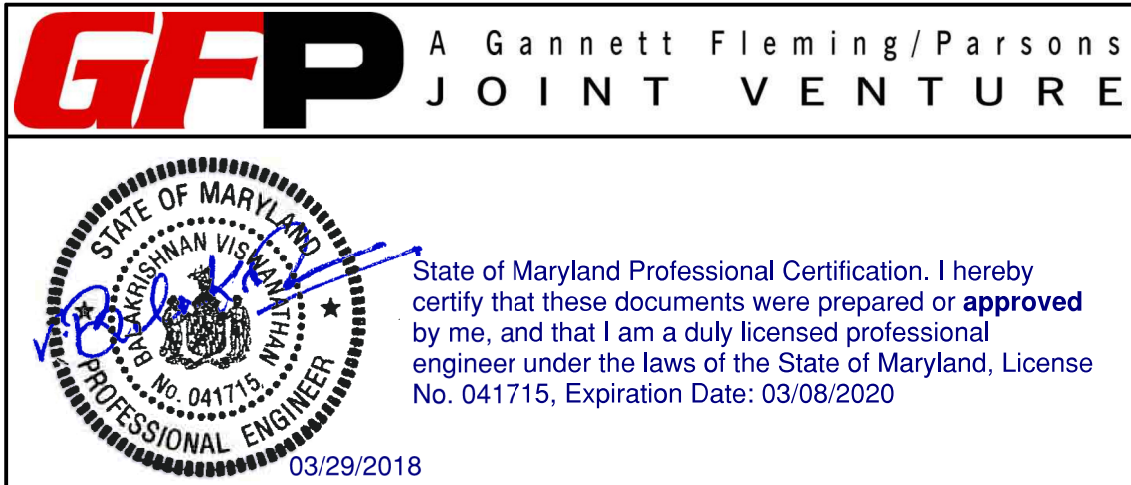 GFP
A Gannett Fleming/Parsons
JOINT VENTURE
STATE OF MARYLAND
BALAKRISHNAN VISWANATHAN
No. 041715
PROFESSIONAL ENGINEER
State of Maryland Professional Certification. I hereby
certify that these documents were prepared or approved
by me, and that I am a duly licensed professional
engineer under the laws of the State of Maryland, License
No. 041715, Expiration Date: 03/08/2020
03/29/2018